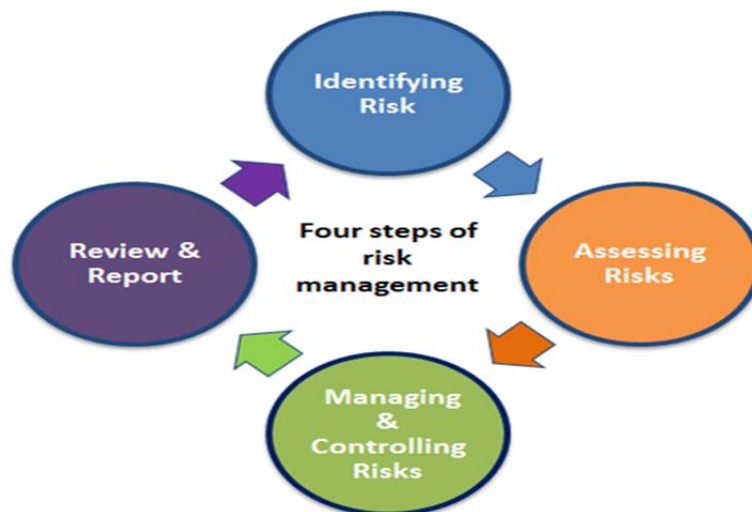 Identifying
Risk
Four steps of
risk
management
Assessing
Risks
Managing
&
Controlling
Risks
Review &
Report